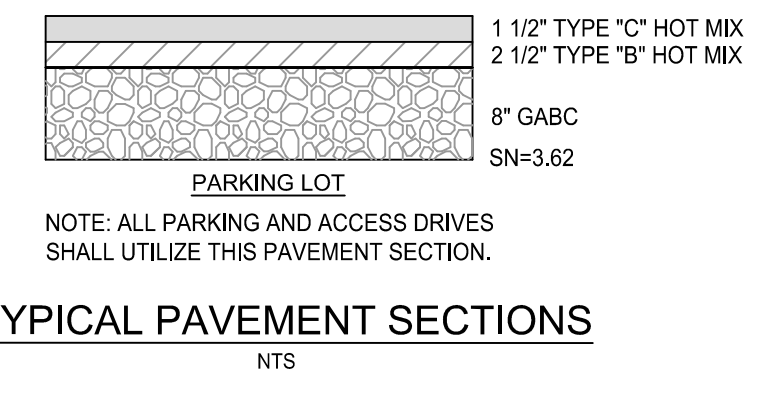 1 1/2" TYPE "C" HOT MIX
2 1/2" TYPE "B" HOT MIX
8" GABC
SN=3.62
PARKING LOT
NOTE: ALL PARKING AND ACCESS DRIVES
SHALL UTILIZE THIS PAVEMENT SECTION.
YPICAL PAVEMENT SECTIONS
NTS